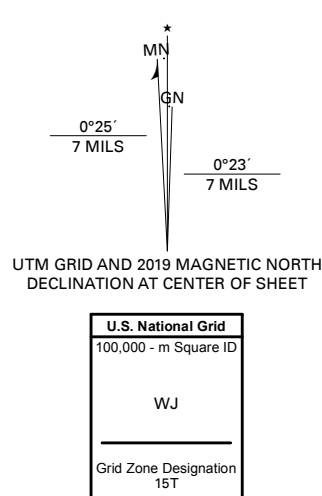 MN
GN
0°25´
7 MILS
0°23´
7 MILS
UTM GRID AND 2019 MAGNETIC NORTH
DECLINATION AT CENTER OF SHEET
U.S. National Grid
100,000 - m Square ID
WJ
Grid Zone Designation
15T